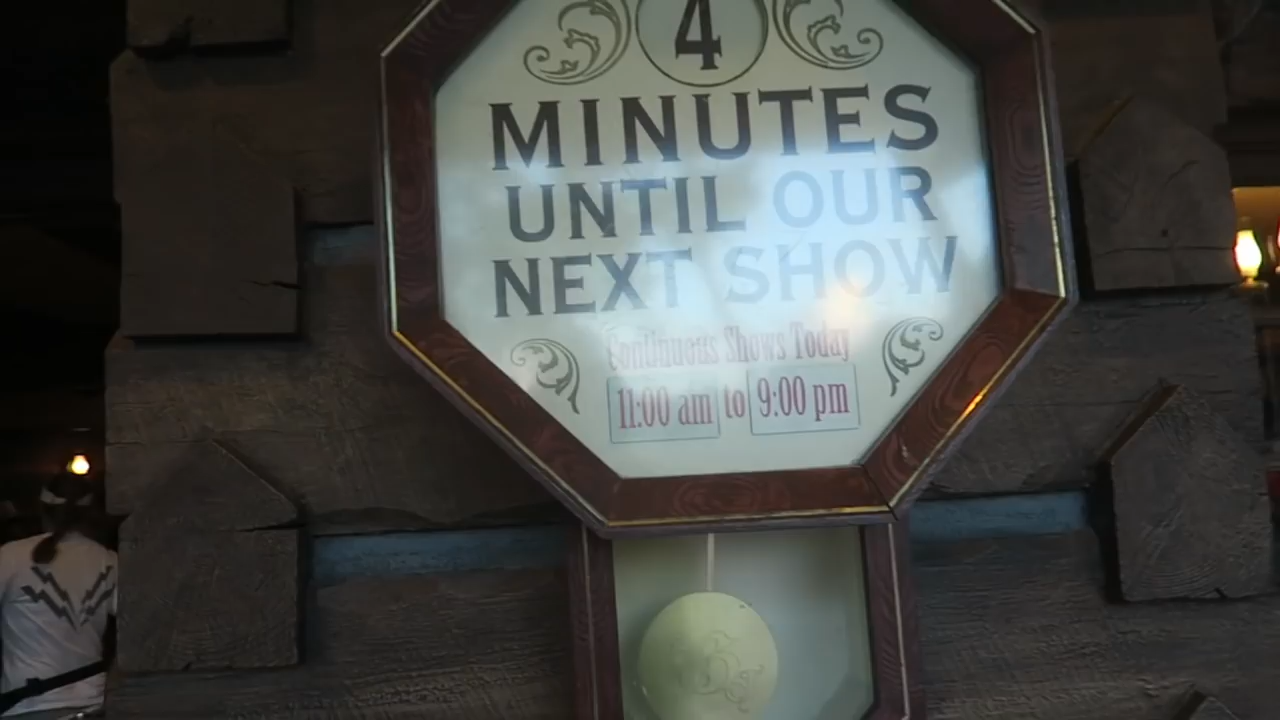 4
MINUTES
UNTIL OUR
NEXT SHOW
Continuous Shows Today
11:00 am to 9:00 pm